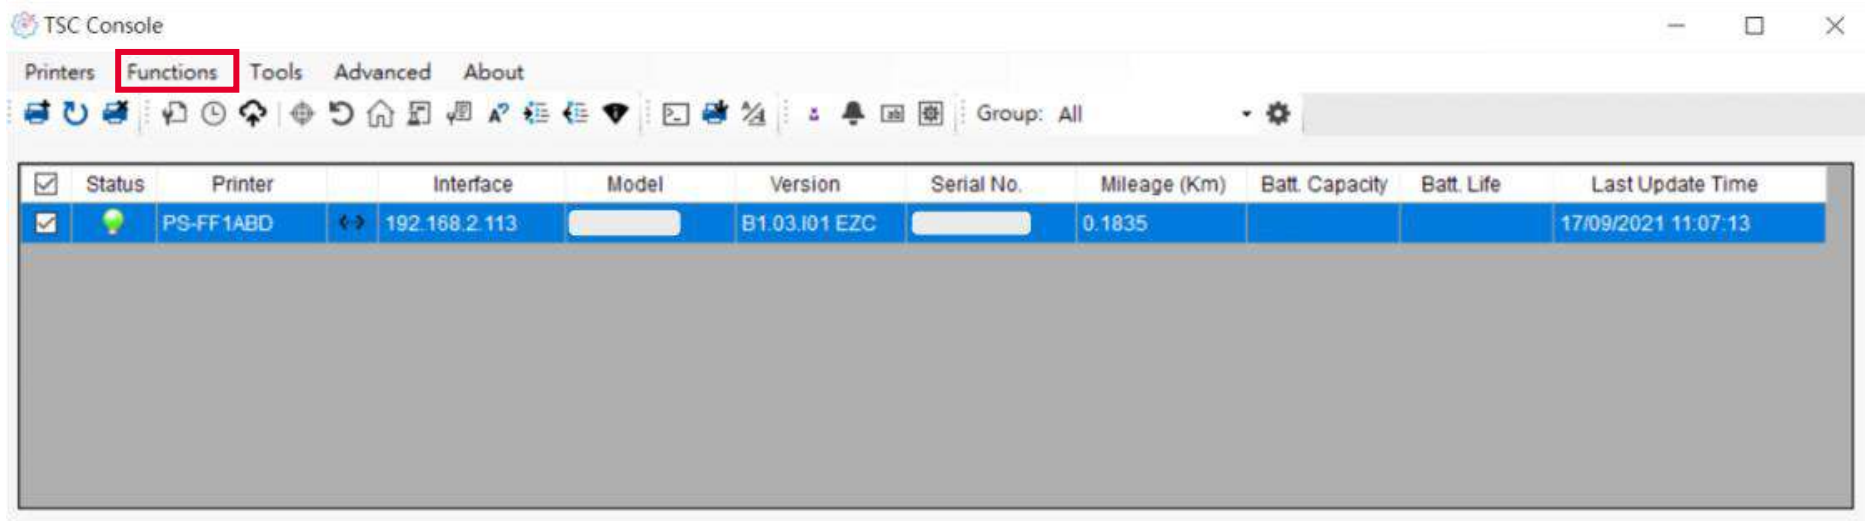 TSC Console
Printers Functions Tools Advanced About
Group: All
Status Printer Interface Model Version Serial No. Mileage (Km) Batt. Capacity Batt. Life Last Update Time
PS-FF1ABD 192.168.2.113 B1.03.I01 EZC 0.1835 17/09/2021 11:07:13